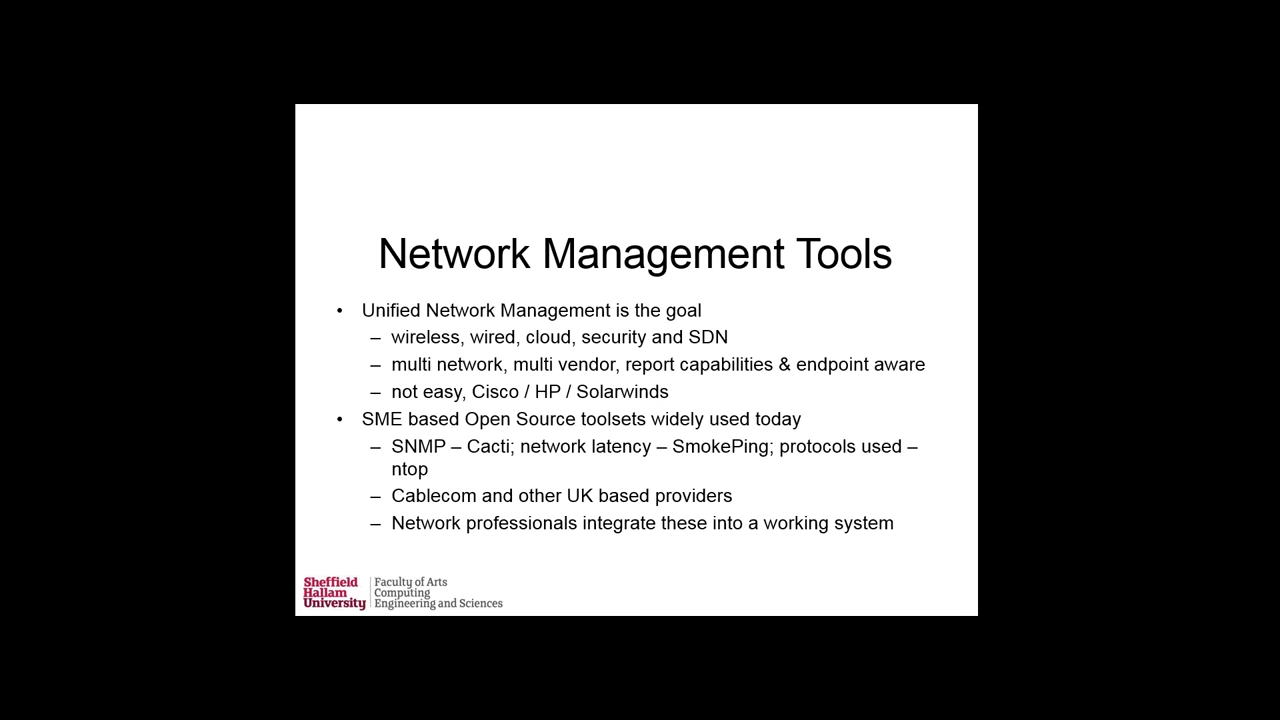 Network Management Tools
• Unified Network Management is the goal
– wireless, wired, cloud, security and SDN
– multi network, multi vendor, report capabilities & endpoint aware
– not easy, Cisco / HP / Solarwinds
• SME based Open Source toolsets widely used today
– SNMP – Cacti; network latency – SmokePing; protocols used –
ntop
– Cablecom and other UK based providers
– Network professionals integrate these into a working system
Sheffield
Hallam
University
Faculty of Arts
Computing
Engineering and Sciences